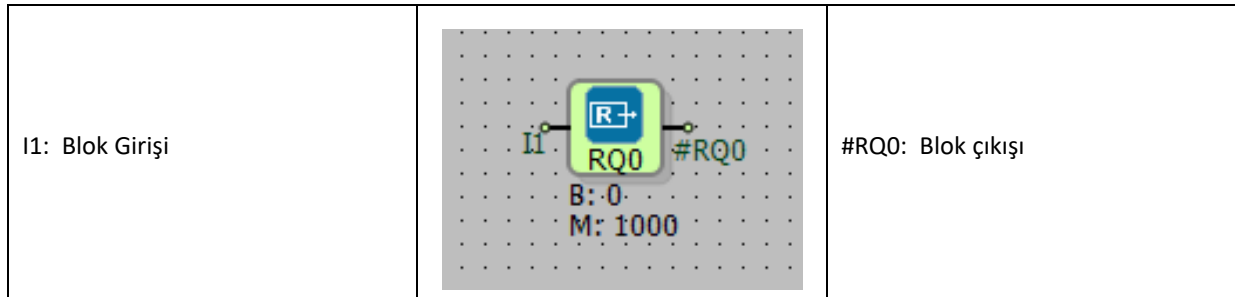 I1: Blok Girişi
R
I1
RQ0
#RQ0
B: 0
M: 1000
#RQ0: Blok çıkışı